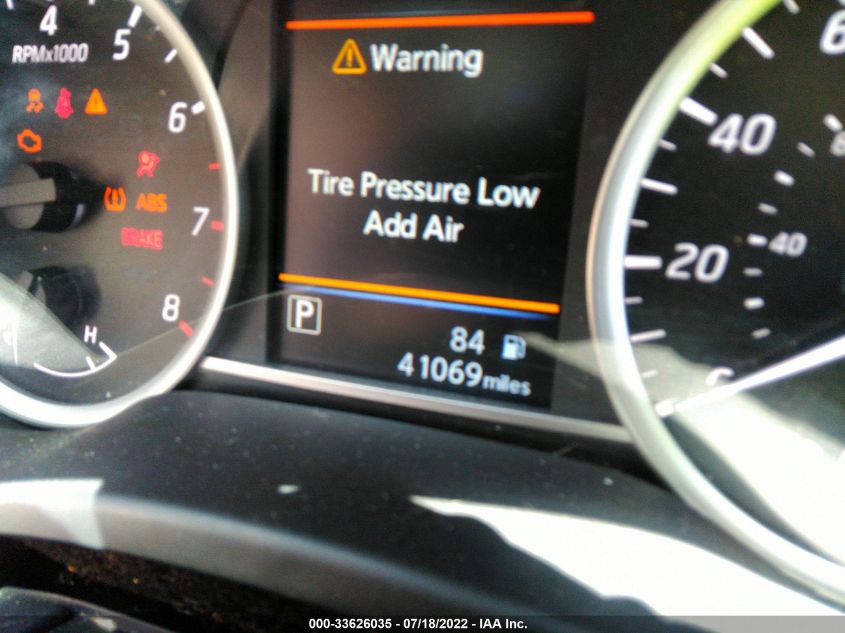 4
5
6
7
8
RPMx1000
ABS
BRAKE
H
Warning
Tire Pressure Low
Add Air
P
84
41069 miles
60
40
20
40
000-33626035 - 07/18/2022 - IAA Inc.